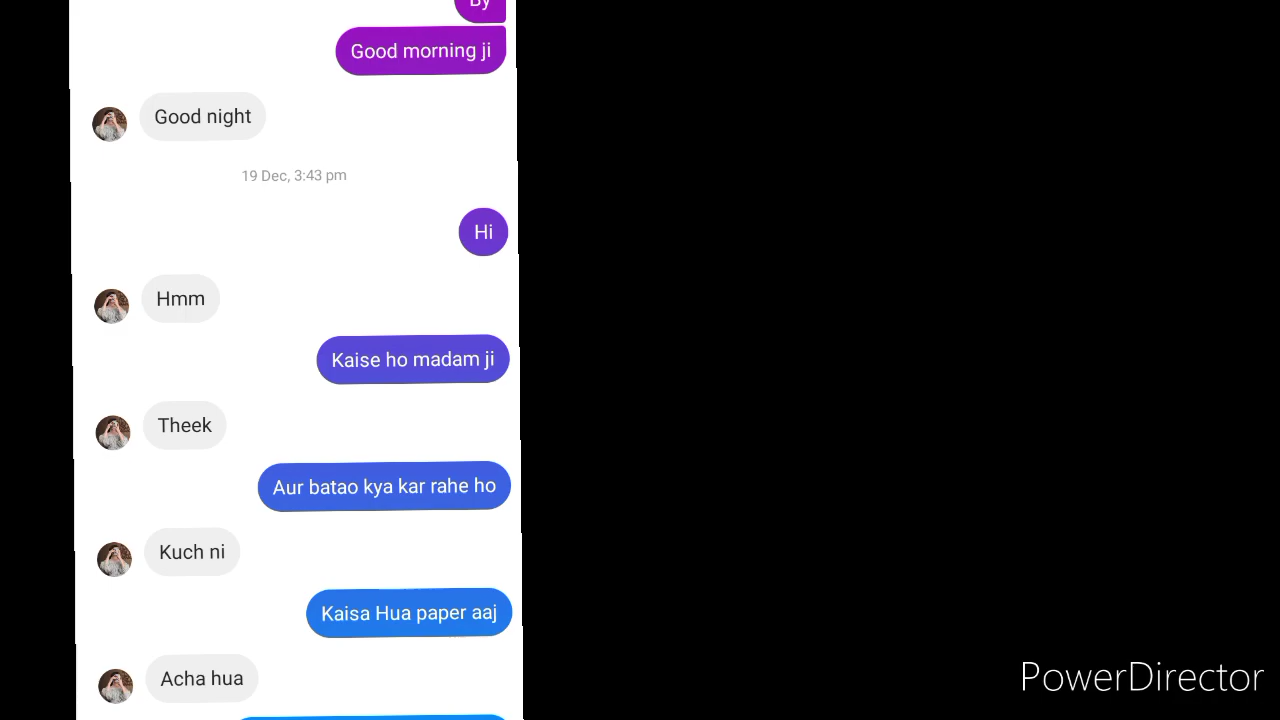 By
Good morning ji
Good night
19 Dec, 3:43 pm
Hi
Hmm
Kaise ho madam ji
Theek
Aur batao kya kar rahe ho
Kuch ni
Kaisa Hua paper aaj
Acha hua
PowerDirector